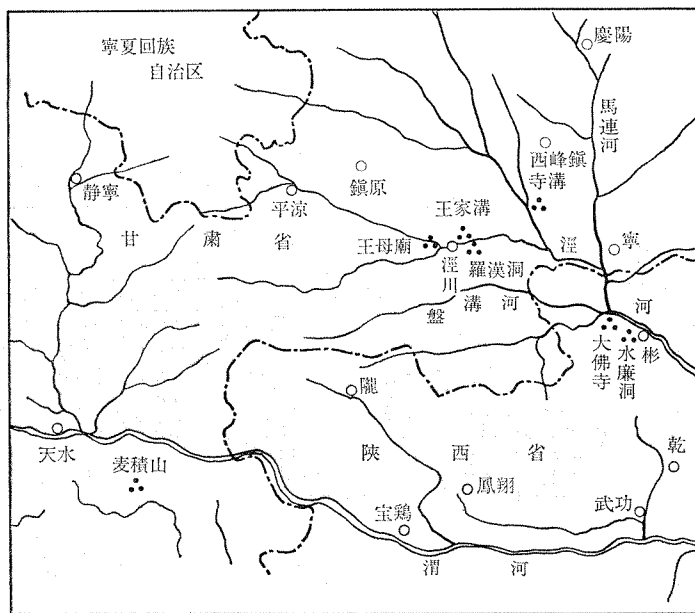 寧夏回族
自治区
慶陽
馬連河
西峰鎮
寺溝
鎮原
静寧
平涼
王家溝
甘粛省
王母廟
涇川
羅漢洞
涇河
寧
盤溝河
大佛寺
水廉洞
彬
隴
陝西省
乾
天水
麦積山
鳳翔
武功
宝鶏
渭河